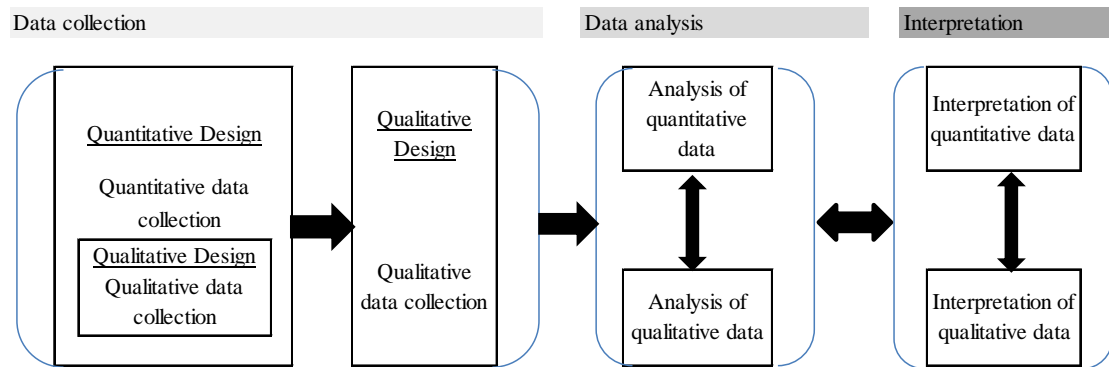 Data collection
Data analysis
Interpretation
Quantitative Design
Quantitative data
collection
Qualitative Design
Qualitative data
collection
Qualitative
Design
Qualitative
data collection
Analysis of
quantitative
data
Analysis of
qualitative data
Interpretation of
quantitative data
Interpretation of
qualitative data